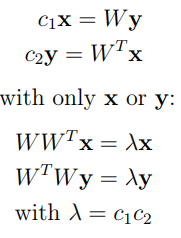 c₁x = Wy
c₂y = Wᵀx
with only x or y:
WWᵀx = λx
WᵀWy = λy
with λ = c₁c₂